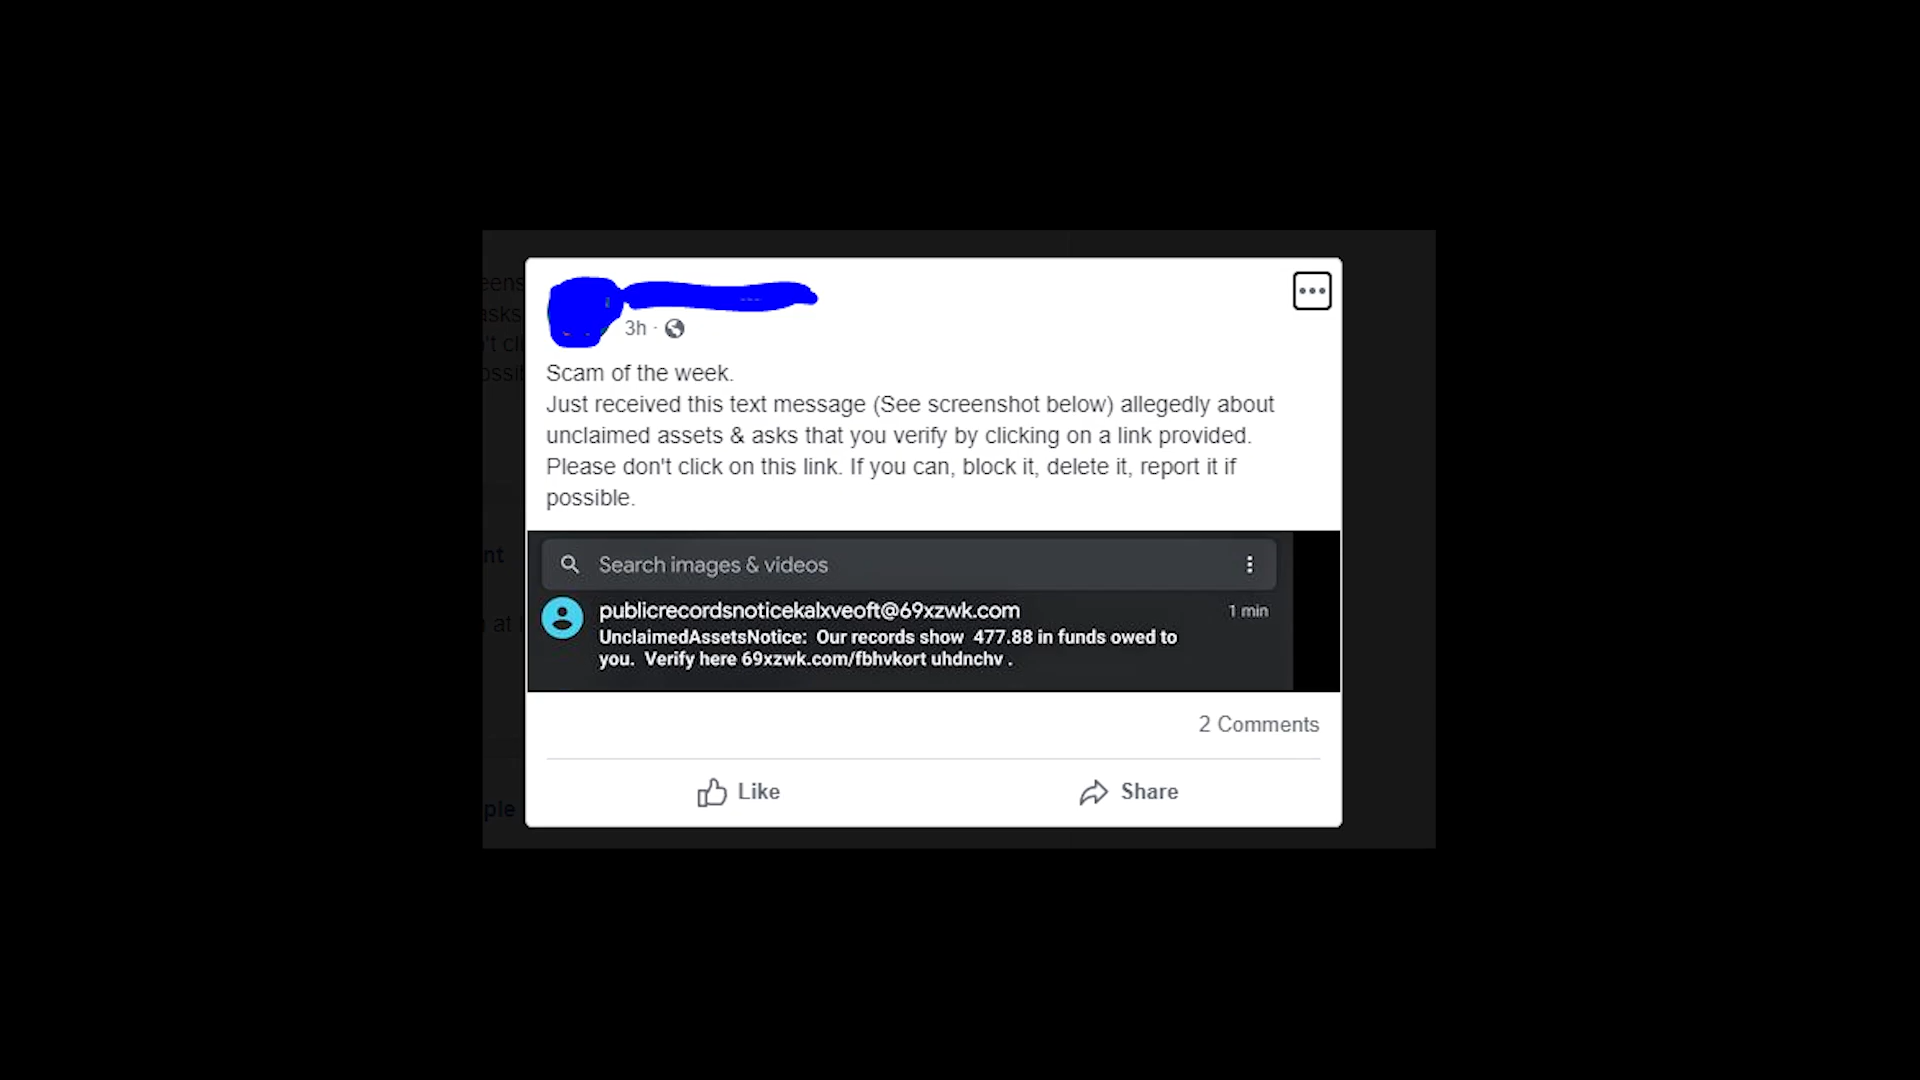 3h ·
Scam of the week.
Just received this text message (See screenshot below) allegedly about
unclaimed assets & asks that you verify by clicking on a link provided.
Please don't click on this link. If you can, block it, delete it, report it if
possible.
Search images & videos
publicrecordsnoticekalxveoft@69xzwk.com
1 min
UnclaimedAssetsNotice:  Our records show  477.88 in funds owed to
you.  Verify here 69xzwk.com/fbhvkort uhdnchv .
2 Comments
Like
Share